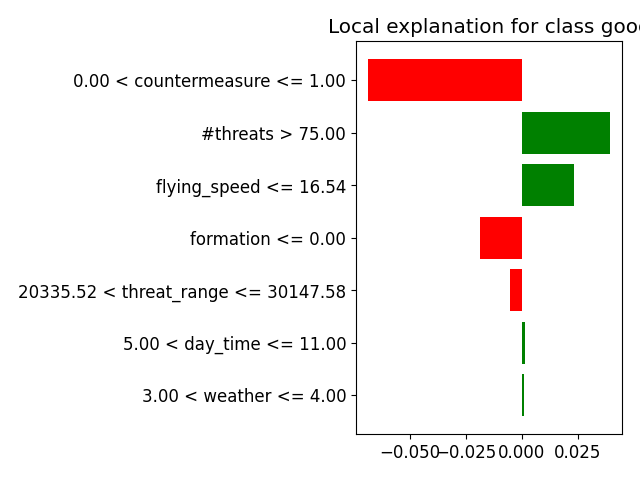 Local explanation for class good
0.00 < countermeasure <= 1.00
#threats > 75.00
flying_speed <= 16.54
formation <= 0.00
20335.52 < threat_range <= 30147.58
5.00 < day_time <= 11.00
3.00 < weather <= 4.00
−0.050 −0.025 0.000 0.025